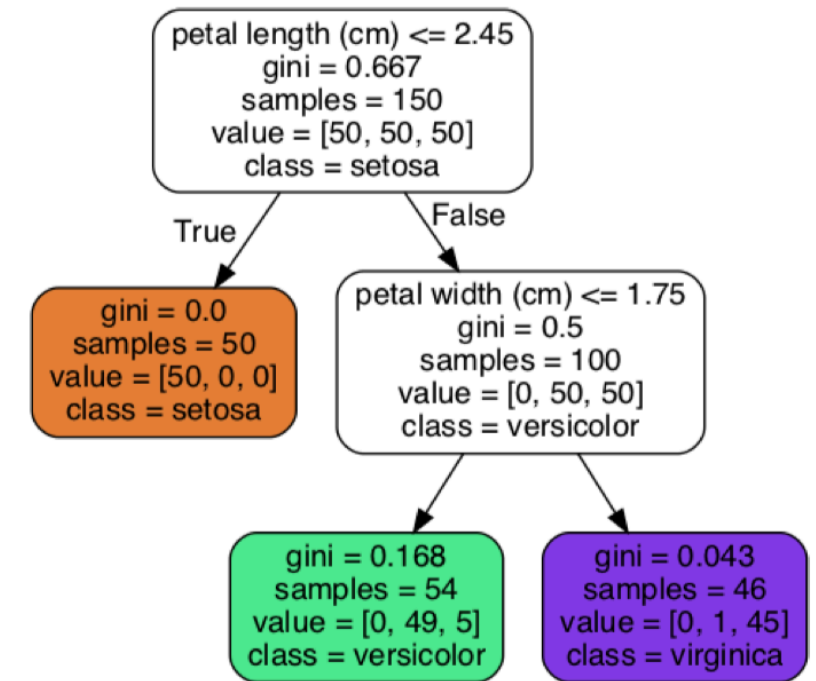 petal length (cm) <= 2.45
gini = 0.667
samples = 150
value = [50, 50, 50]
class = setosa
True
False
gini = 0.0
samples = 50
value = [50, 0, 0]
class = setosa
petal width (cm) <= 1.75
gini = 0.5
samples = 100
value = [0, 50, 50]
class = versicolor
gini = 0.168
samples = 54
value = [0, 49, 5]
class = versicolor
gini = 0.043
samples = 46
value = [0, 1, 45]
class = virginica